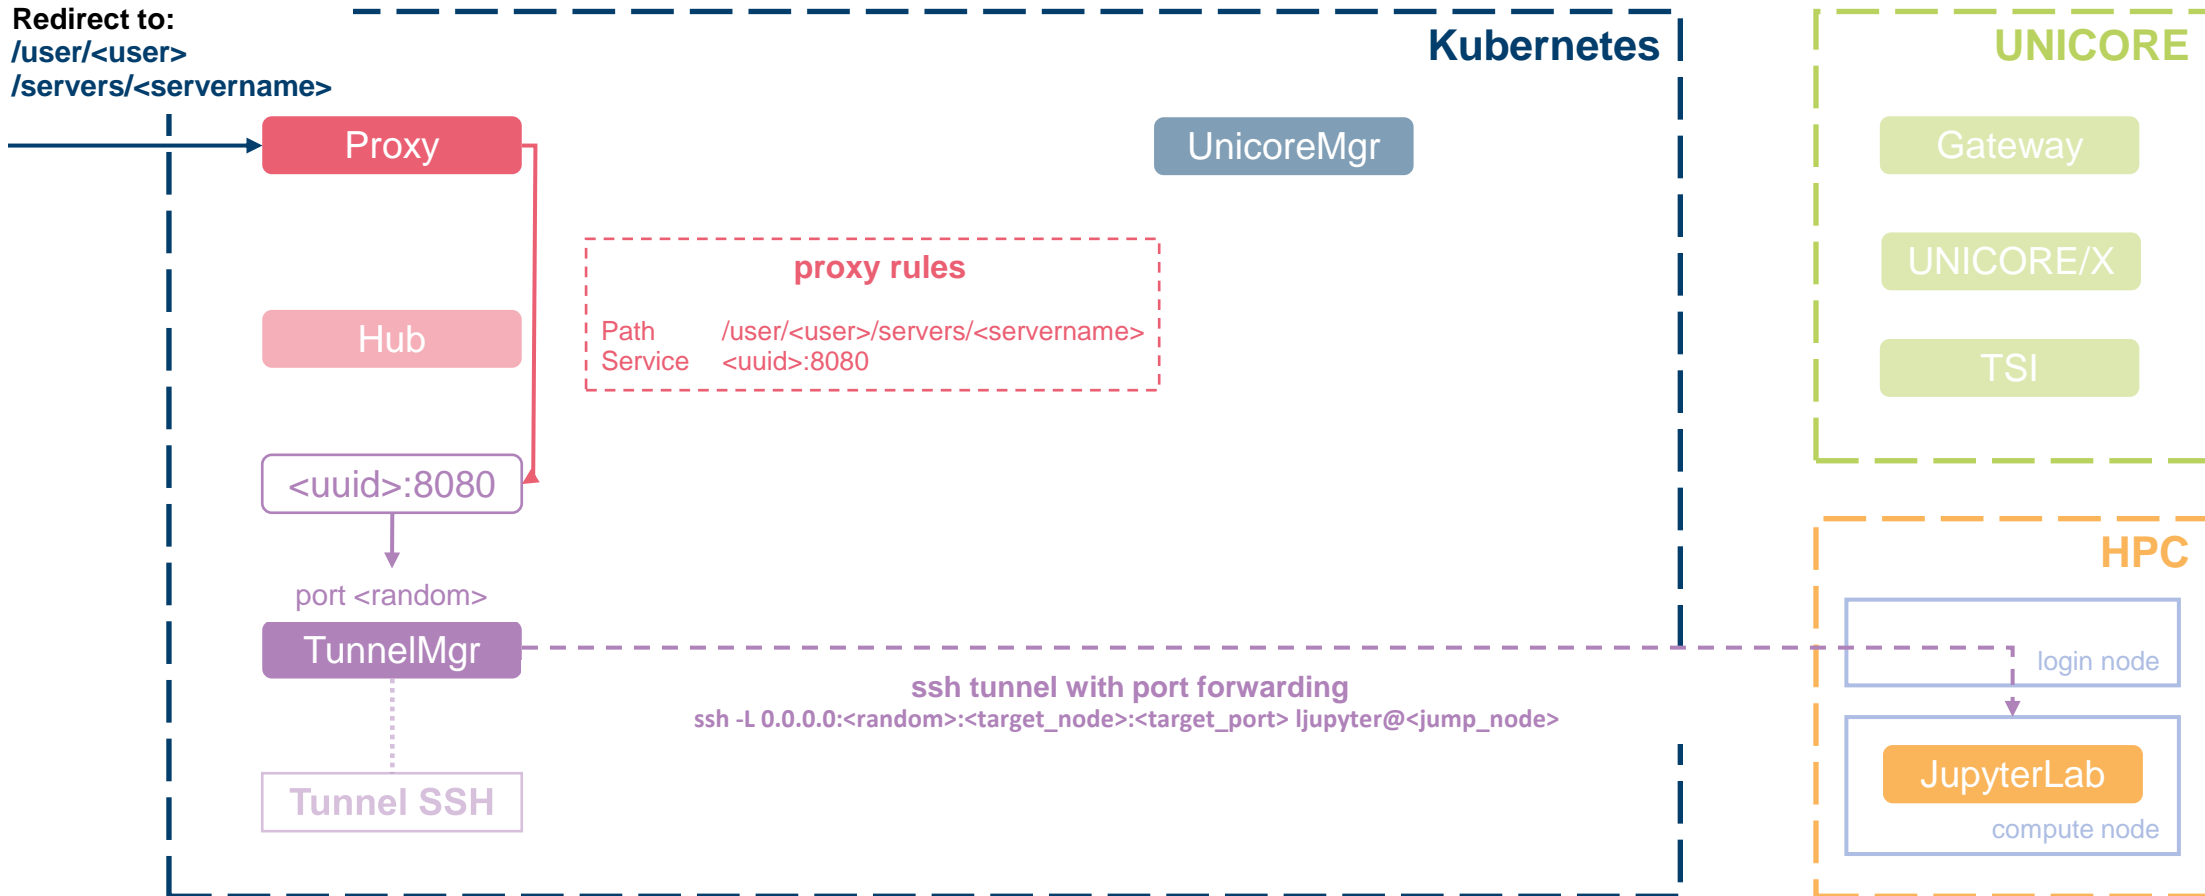 Redirect to:
/user/<user>
/servers/<servername>
Kubernetes
UNICORE
Proxy
UnicoreMgr
Gateway
proxy rules
UNICORE/X
Path /user/<user>/servers/<servername>
Service <uuid>:8080
Hub
TSI
<uuid>:8080
HPC
port <random>
TunnelMgr
login node
ssh tunnel with port forwarding
ssh -L 0.0.0.0:<random>:<target_node>:<target_port> ljupyter@<jump_node>
JupyterLab
Tunnel SSH
compute node